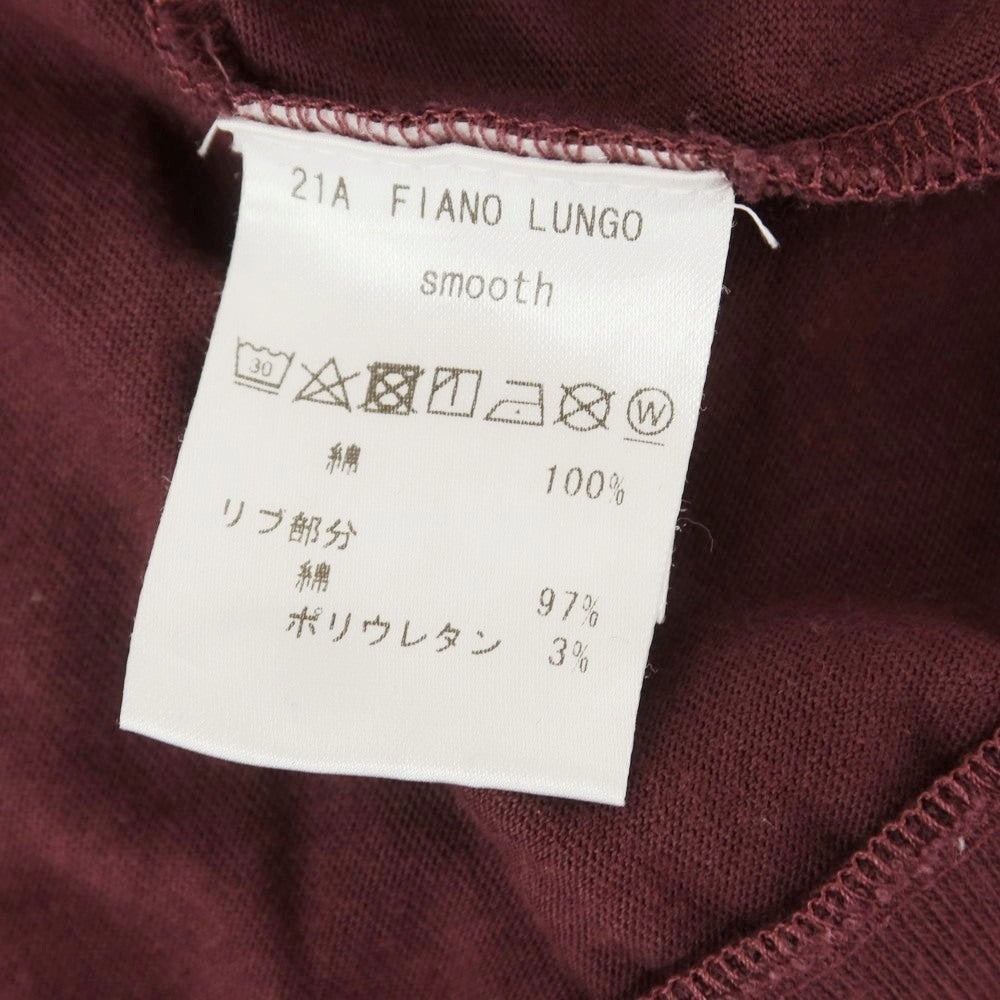 21A FIANO LUNGO
smooth
30 W
綿 100%
リブ部分
綿 97%
ポリウレタン 3%